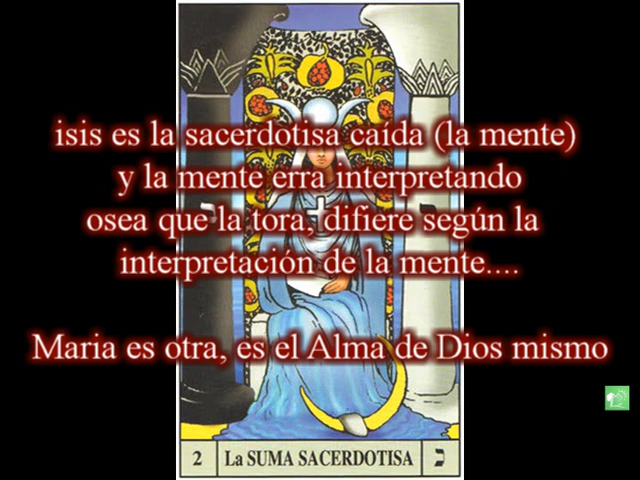 isis es la sacerdotisa caída (la mente)
y la mente erra interpretando
osea que la tora, difiere según la
interpretación de la mente....
Maria es otra, es el Alma de Dios mismo
2 La SUMA SACERDOTISA נ